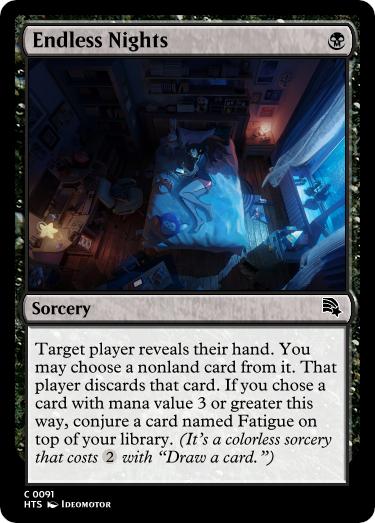 Endless Nights
Sorcery
Target player reveals their hand. You
may choose a nonland card from it. That
player discards that card. If you chose a
card with mana value 3 or greater this
way, conjure a card named Fatigue on
top of your library. (It's a colorless sorcery
that costs 2 with “Draw a card.”)
C 0091
HTS IDEOMOTOR